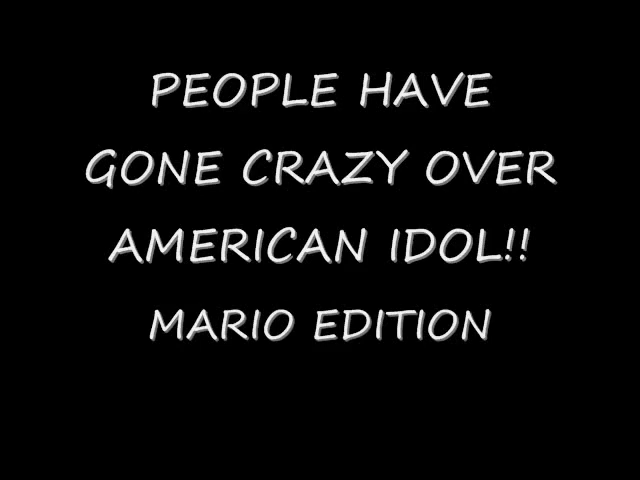 PEOPLE HAVE
GONE CRAZY OVER
AMERICAN IDOL!!
MARIO EDITION